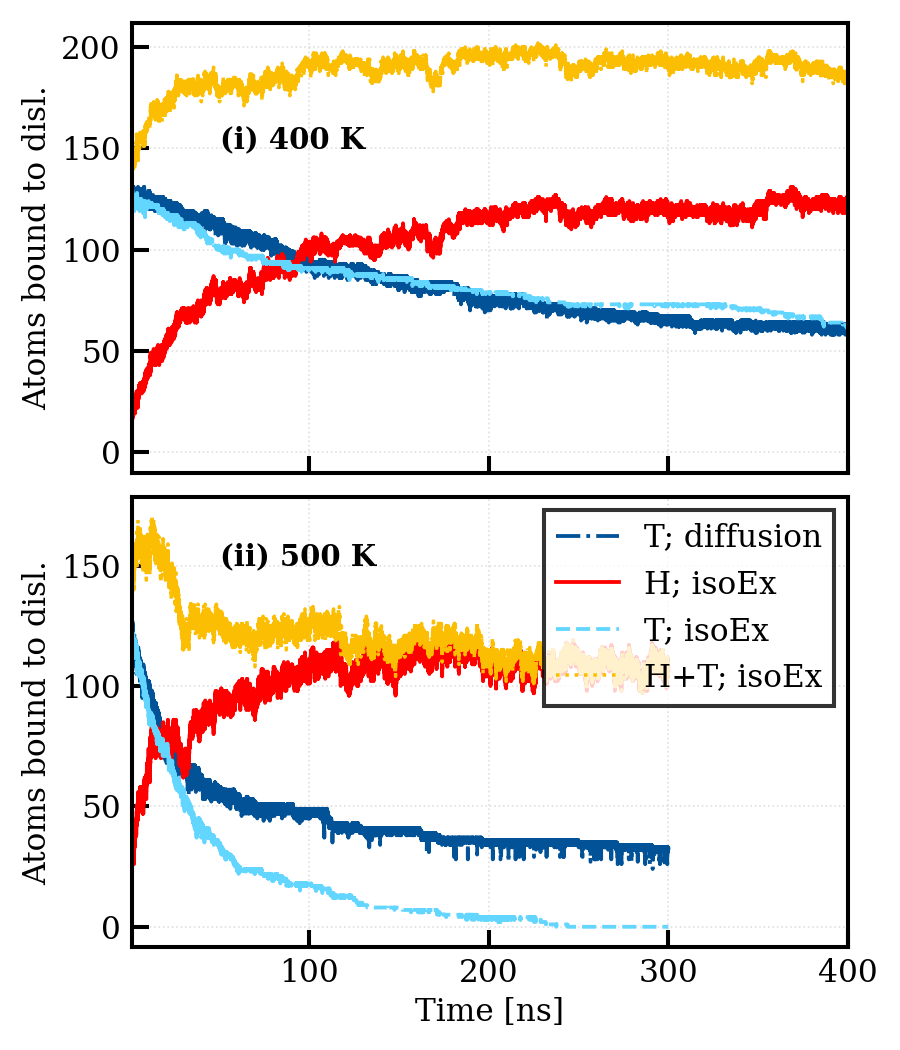 200
150
100
50
0
Atoms bound to disl.
(i) 400 K
150
100
50
0
Atoms bound to disl.
(ii) 500 K
T; diffusion
H; isoEx
T; isoEx
H+T; isoEx
100 200 300 400
Time [ns]